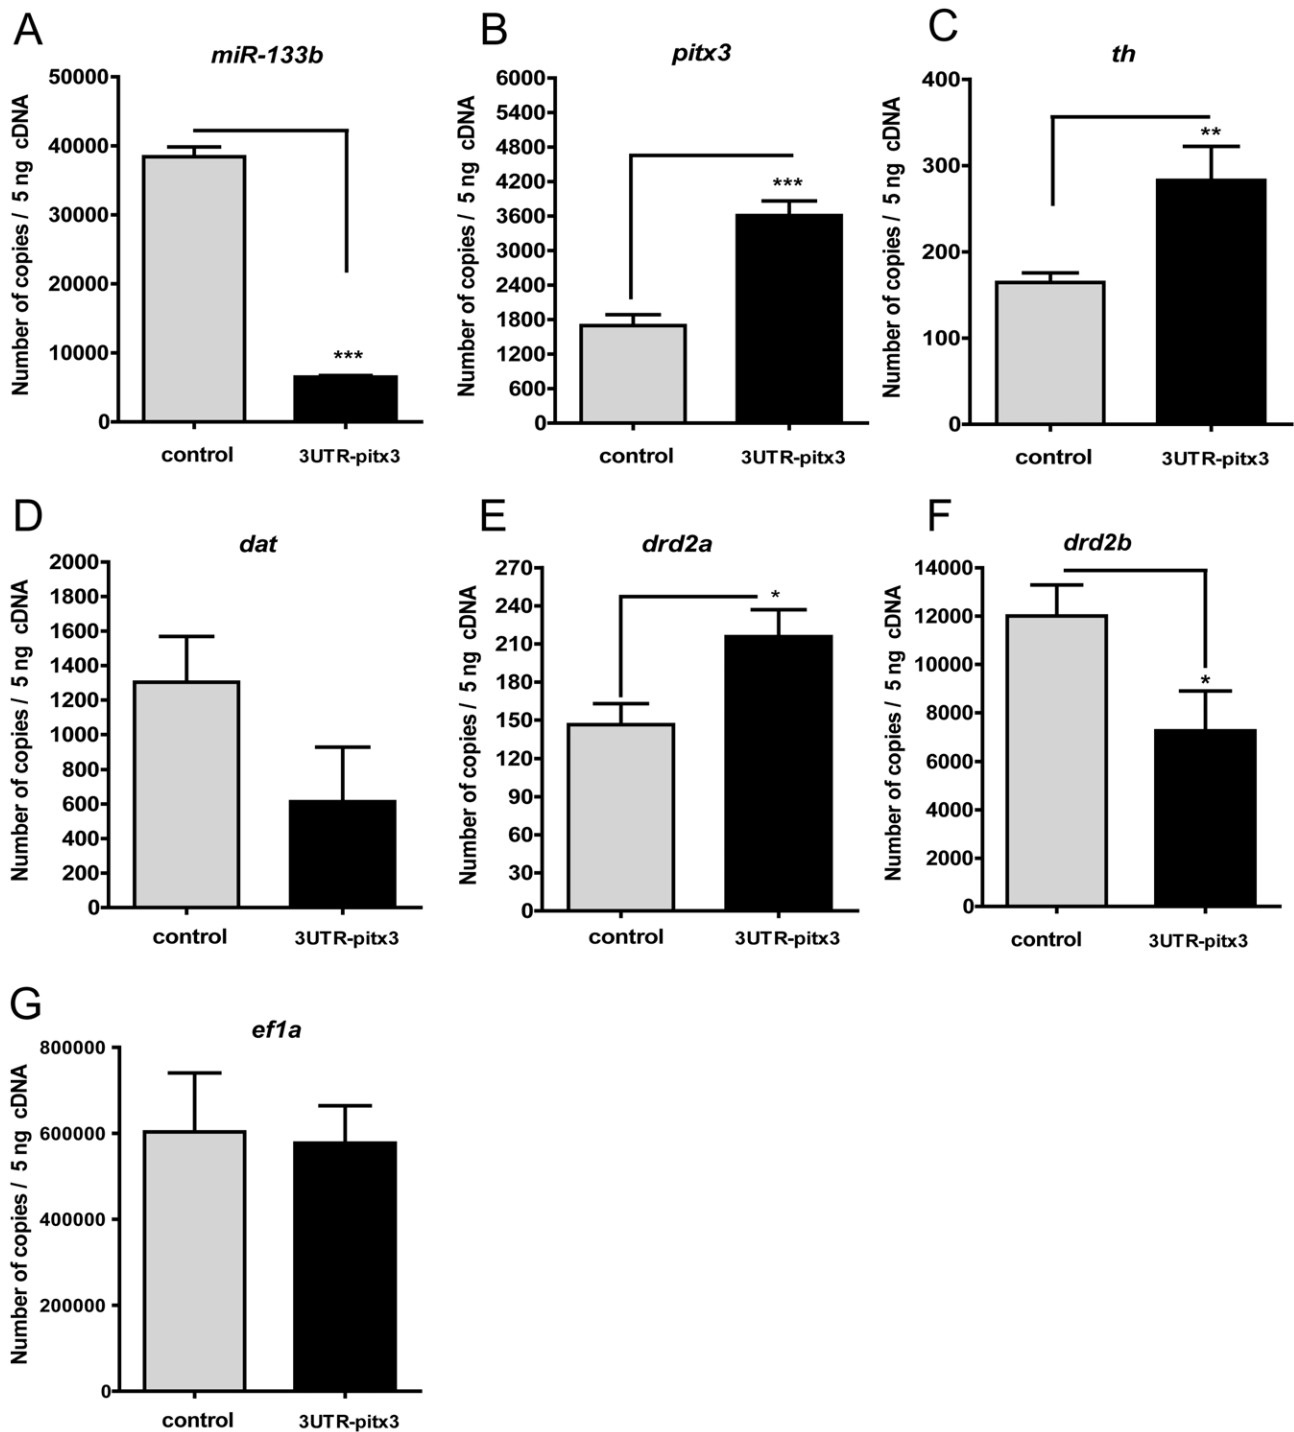 A
miR-133b
Number of copies / 5 ng cDNA
50000
40000
30000
20000
10000
0
***
control
3UTR-pitx3
B
pitx3
Number of copies / 5 ng cDNA
6000
5400
4800
4200
3600
3000
2400
1800
1200
600
0
***
control
3UTR-pitx3
C
th
Number of copies / 5 ng cDNA
400
300
200
100
0
**
control
3UTR-pitx3
D
dat
Number of copies / 5 ng cDNA
2000
1800
1600
1400
1200
1000
800
600
400
200
0
control
3UTR-pitx3
E
drd2a
Number of copies / 5 ng cDNA
270
240
210
180
150
120
90
60
30
0
*
control
3UTR-pitx3
F
drd2b
Number of copies / 5 ng cDNA
14000
12000
10000
8000
6000
4000
2000
0
*
control
3UTR-pitx3
G
ef1a
Number of copies / 5 ng cDNA
800000
600000
400000
200000
0
control
3UTR-pitx3